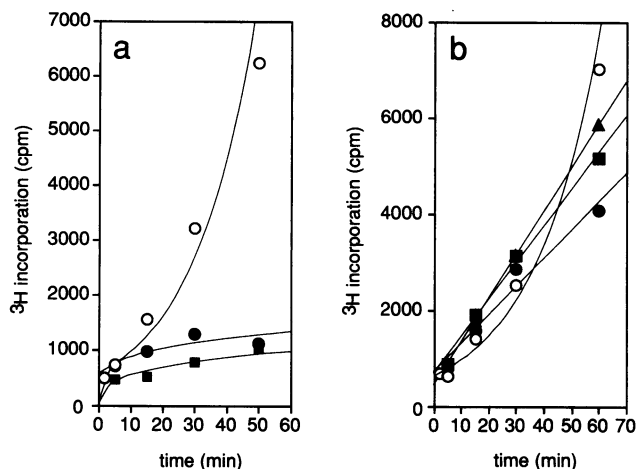 a
7000
6000
5000
4000
3000
2000
1000
0
³H incorporation (cpm)
0 10 20 30 40 50 60
time (min)
b
8000
6000
4000
2000
0
³H incorporation (cpm)
0 10 20 30 40 50 60 70
time (min)